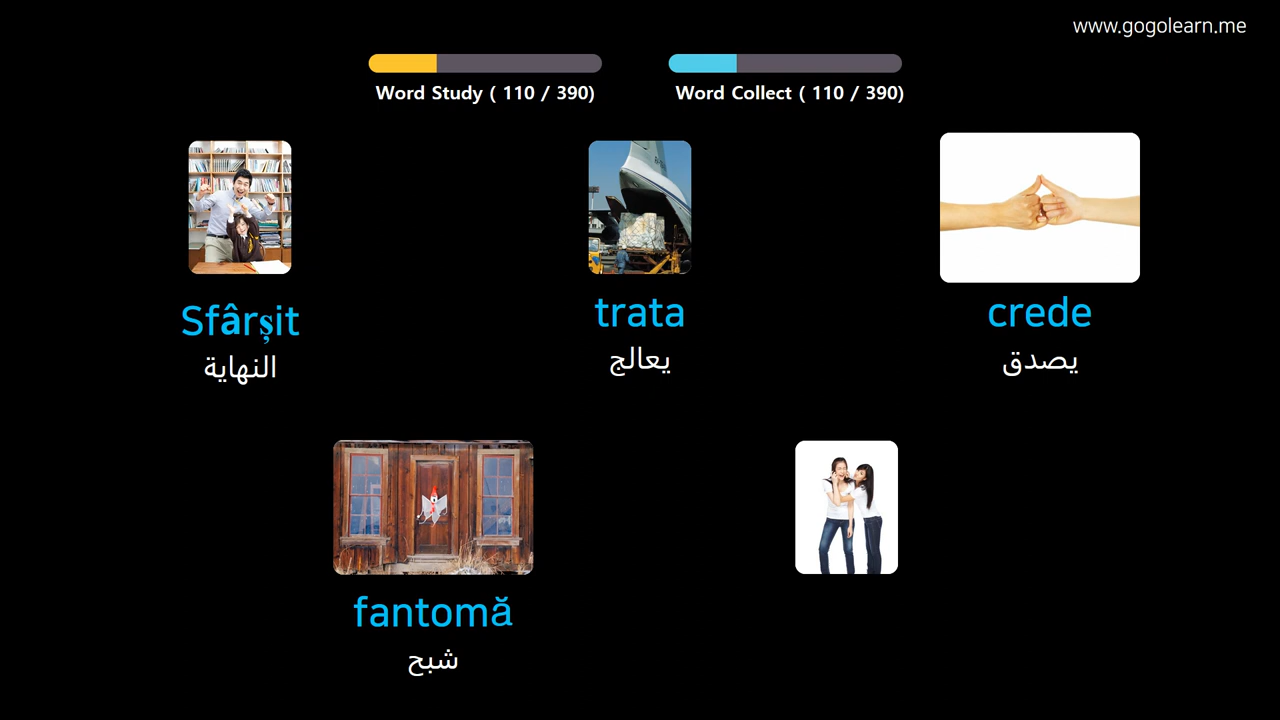 www.gogolearn.me
Word Study ( 110 / 390)
Word Collect ( 110 / 390)
Sfârșit
النهاية
trata
يعالج
crede
يصدق
fantomă
شبح